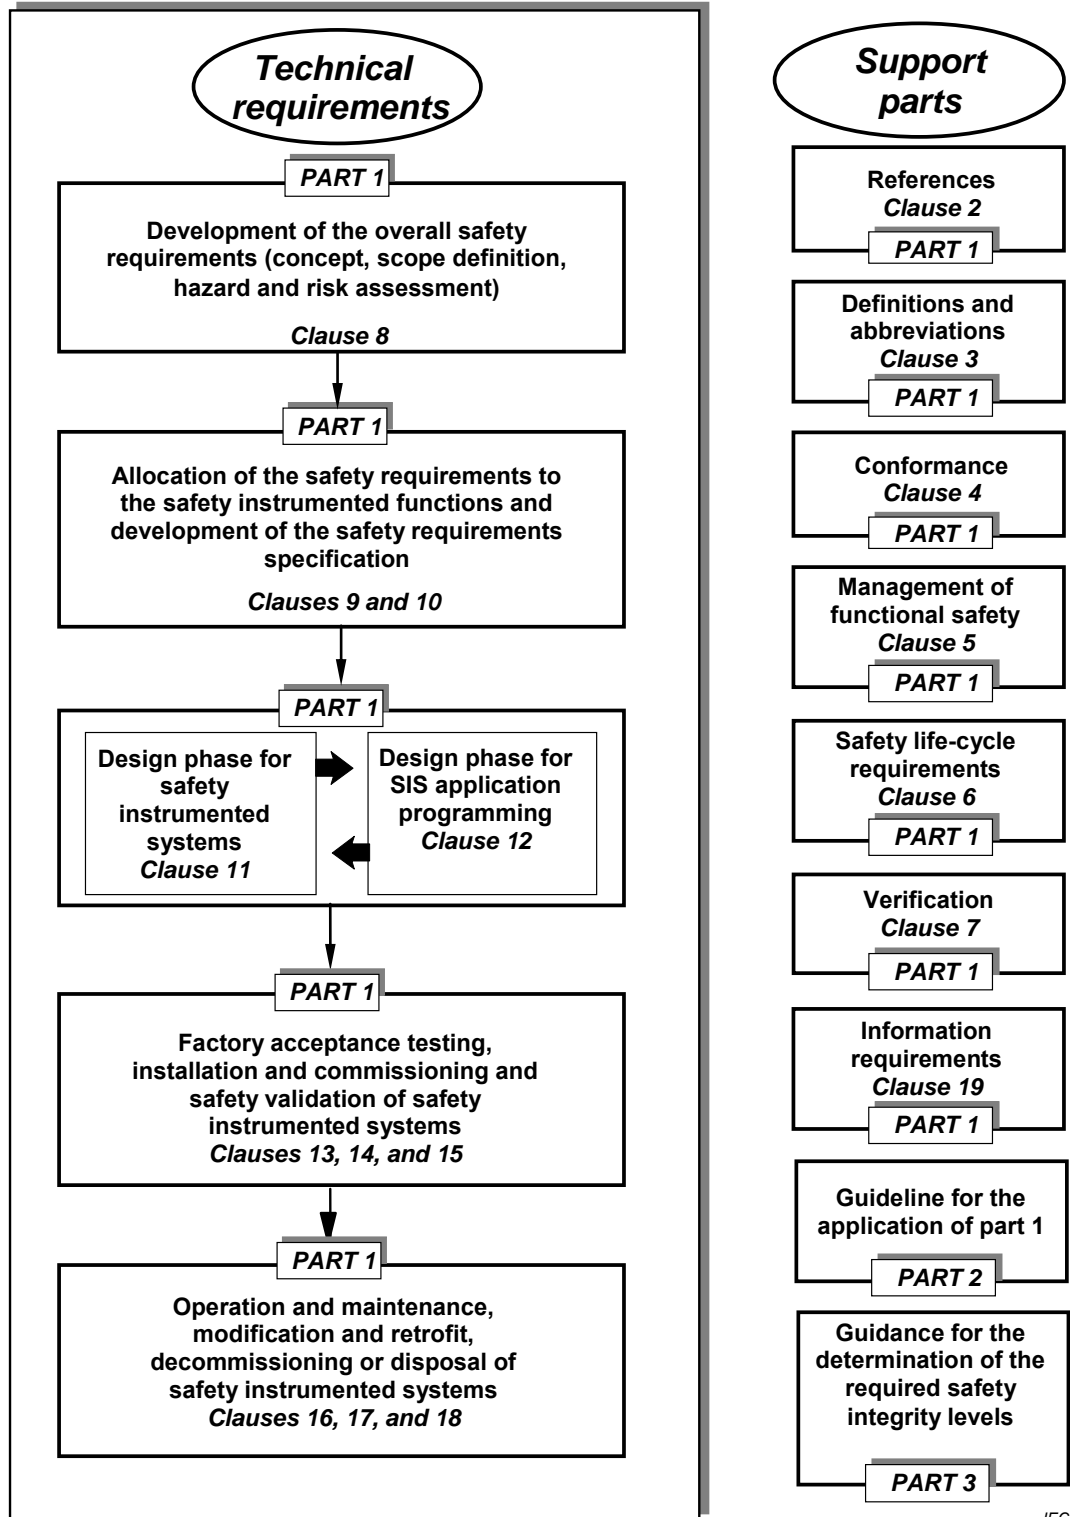 Technical
requirements
PART 1
Development of the overall safety
requirements (concept, scope definition,
hazard and risk assessment)
Clause 8
PART 1
Allocation of the safety requirements to
the safety instrumented functions and
development of the safety requirements
specification
Clauses 9 and 10
PART 1
Design phase for
safety
instrumented
systems
Clause 11
Design phase for
SIS application
programming
Clause 12
PART 1
Factory acceptance testing,
installation and commissioning and
safety validation of safety
instrumented systems
Clauses 13, 14, and 15
PART 1
Operation and maintenance,
modification and retrofit,
decommissioning or disposal of
safety instrumented systems
Clauses 16, 17, and 18
Support
parts
References
Clause 2
PART 1
Definitions and
abbreviations
Clause 3
PART 1
Conformance
Clause 4
PART 1
Management of
functional safety
Clause 5
PART 1
Safety life-cycle
requirements
Clause 6
PART 1
Verification
Clause 7
PART 1
Information
requirements
Clause 19
PART 1
Guideline for the
application of part 1
PART 2
Guidance for the
determination of the
required safety
integrity levels
PART 3